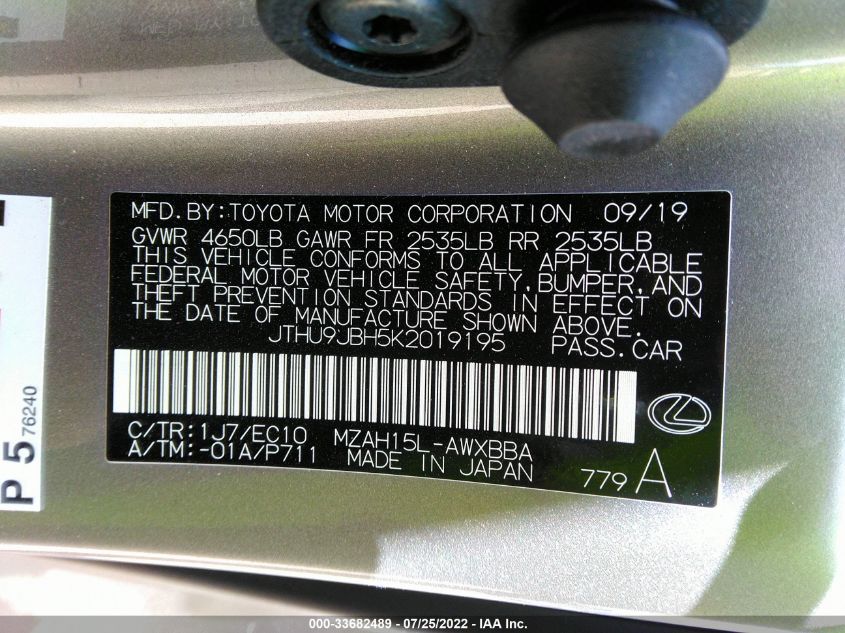 MFD.BY:TOYOTA MOTOR CORPORATION 09/19
GVWR 4650LB GAWR FR 2535LB RR 2535LB
THIS VEHICLE CONFORMS TO ALL APPLICABLE
FEDERAL MOTOR VEHICLE SAFETY, BUMPER, AND
THEFT PREVENTION STANDARDS IN EFFECT ON
THE DATE OF MANUFACTURE SHOWN ABOVE.
JTHU9JBH5K2019195 PASS.CAR
C/TR:1J7/EC10 MZAH15L-AWXBBA
A/TM:-01A/P711 MADE IN JAPAN
779 A
P 5 76240
000-33682489 - 07/25/2022 - IAA Inc.